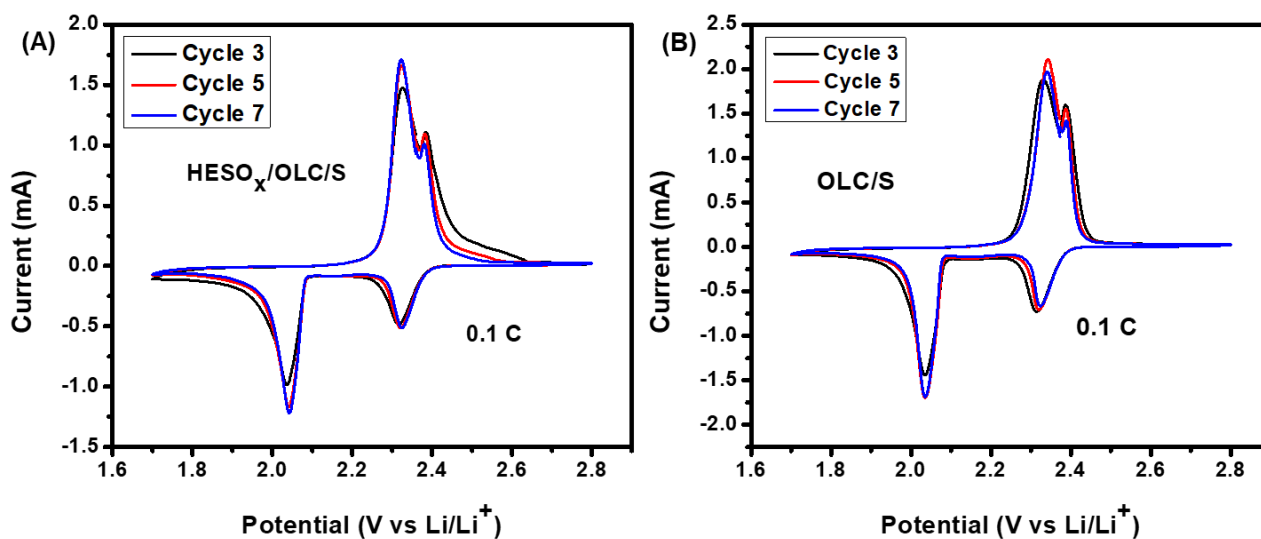 (A)
Cycle 3
Cycle 5
Cycle 7
HESOₓ/OLC/S
0.1 C
2.0
1.5
1.0
0.5
0.0
-0.5
-1.0
-1.5
Current (mA)
1.6 1.8 2.0 2.2 2.4 2.6 2.8
Potential (V vs Li/Li⁺)
(B)
Cycle 3
Cycle 5
Cycle 7
OLC/S
0.1 C
2.5
2.0
1.5
1.0
0.5
0.0
-0.5
-1.0
-1.5
-2.0
Current (mA)
1.6 1.8 2.0 2.2 2.4 2.6 2.8
Potential (V vs Li/Li⁺)